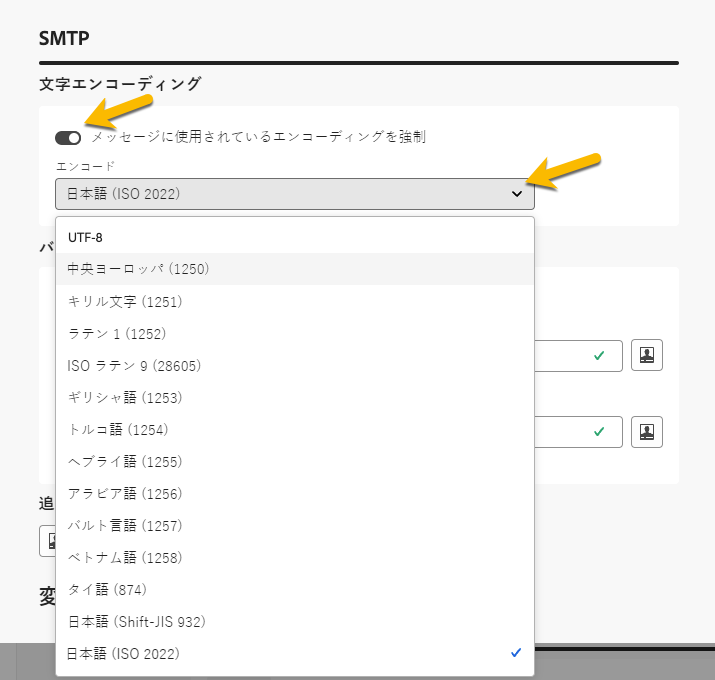 SMTP
文字エンコーディング
メッセージに使用されているエンコーディングを強制
エンコード
日本語 (ISO 2022)
UTF-8
バ
中央ヨーロッパ (1250)
キリル文字 (1251)
ラテン 1 (1252)
ISO ラテン 9 (28605)
ギリシャ語 (1253)
トルコ語 (1254)
ヘブライ語 (1255)
アラビア語 (1256)
追
バルト言語 (1257)
ベトナム語 (1258)
タイ語 (874)
変
日本語 (Shift-JIS 932)
日本語 (ISO 2022)